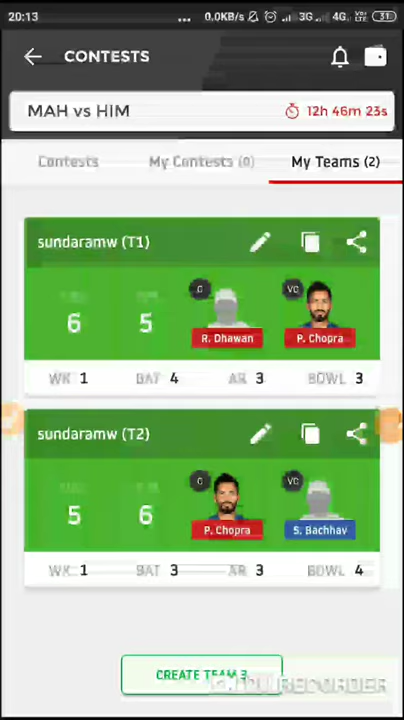 20:13 ... 0.0KB/s 3G 4G VoLTE 31
CONTESTS
MAH vs HIM 12h 46m 23s
Contests My Contests (0) My Teams (2)
sundaramw (T1)
6 5
C VC
R. Dhawan P. Chopra
WK 1 BAT 4 AR 3 BOWL 3
sundaramw (T2)
5 6
C VC
P. Chopra S. Bachhav
WK 1 BAT 3 AR 3 BOWL 4
CREATE TEAM 3
RECORDER